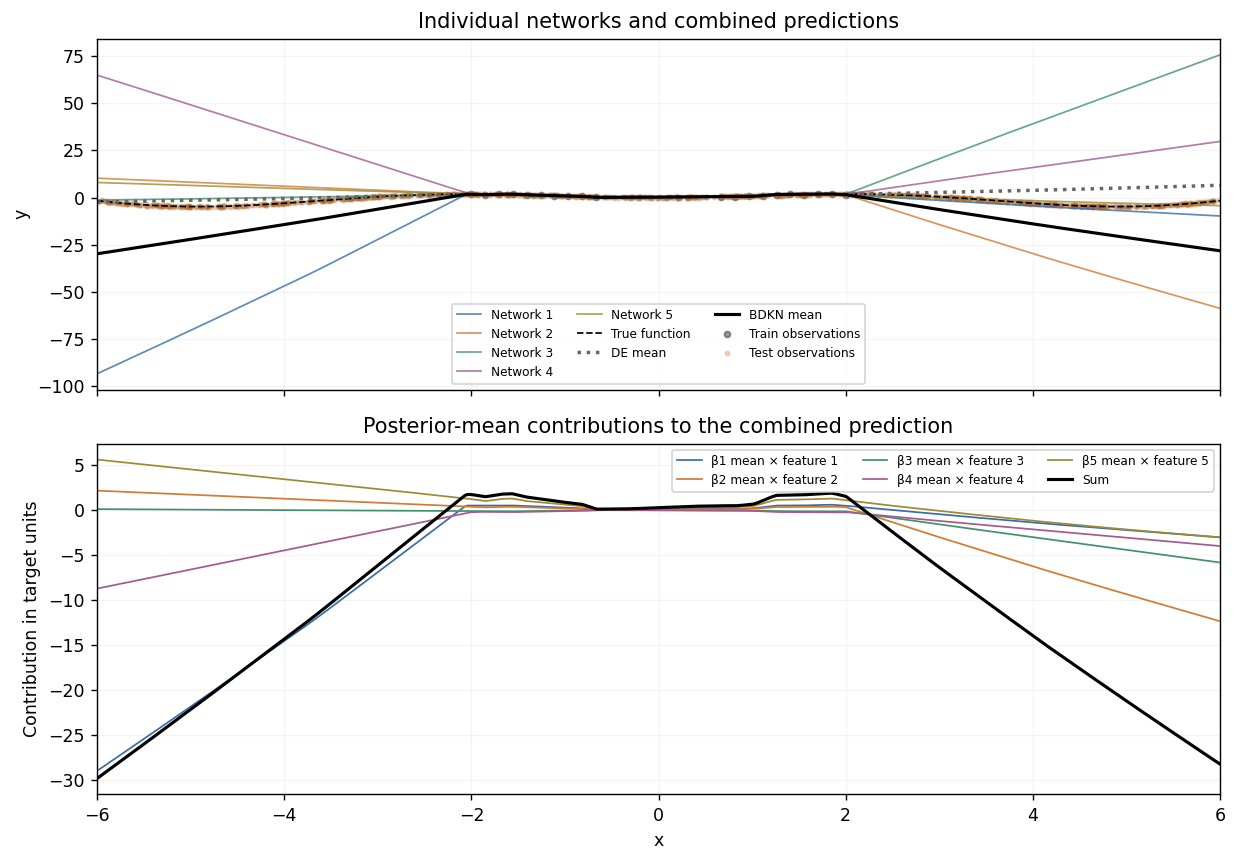 Individual networks and combined predictions
75
50
25
0
−25
−50
−75
−100
y
Network 1
Network 2
Network 3
Network 4
Network 5
True function
DE mean
BDKN mean
Train observations
Test observations
Posterior-mean contributions to the combined prediction
5
0
−5
−10
−15
−20
−25
−30
Contribution in target units
β1 mean × feature 1
β2 mean × feature 2
β3 mean × feature 3
β4 mean × feature 4
β5 mean × feature 5
Sum
−6
−4
−2
0
2
4
6
x